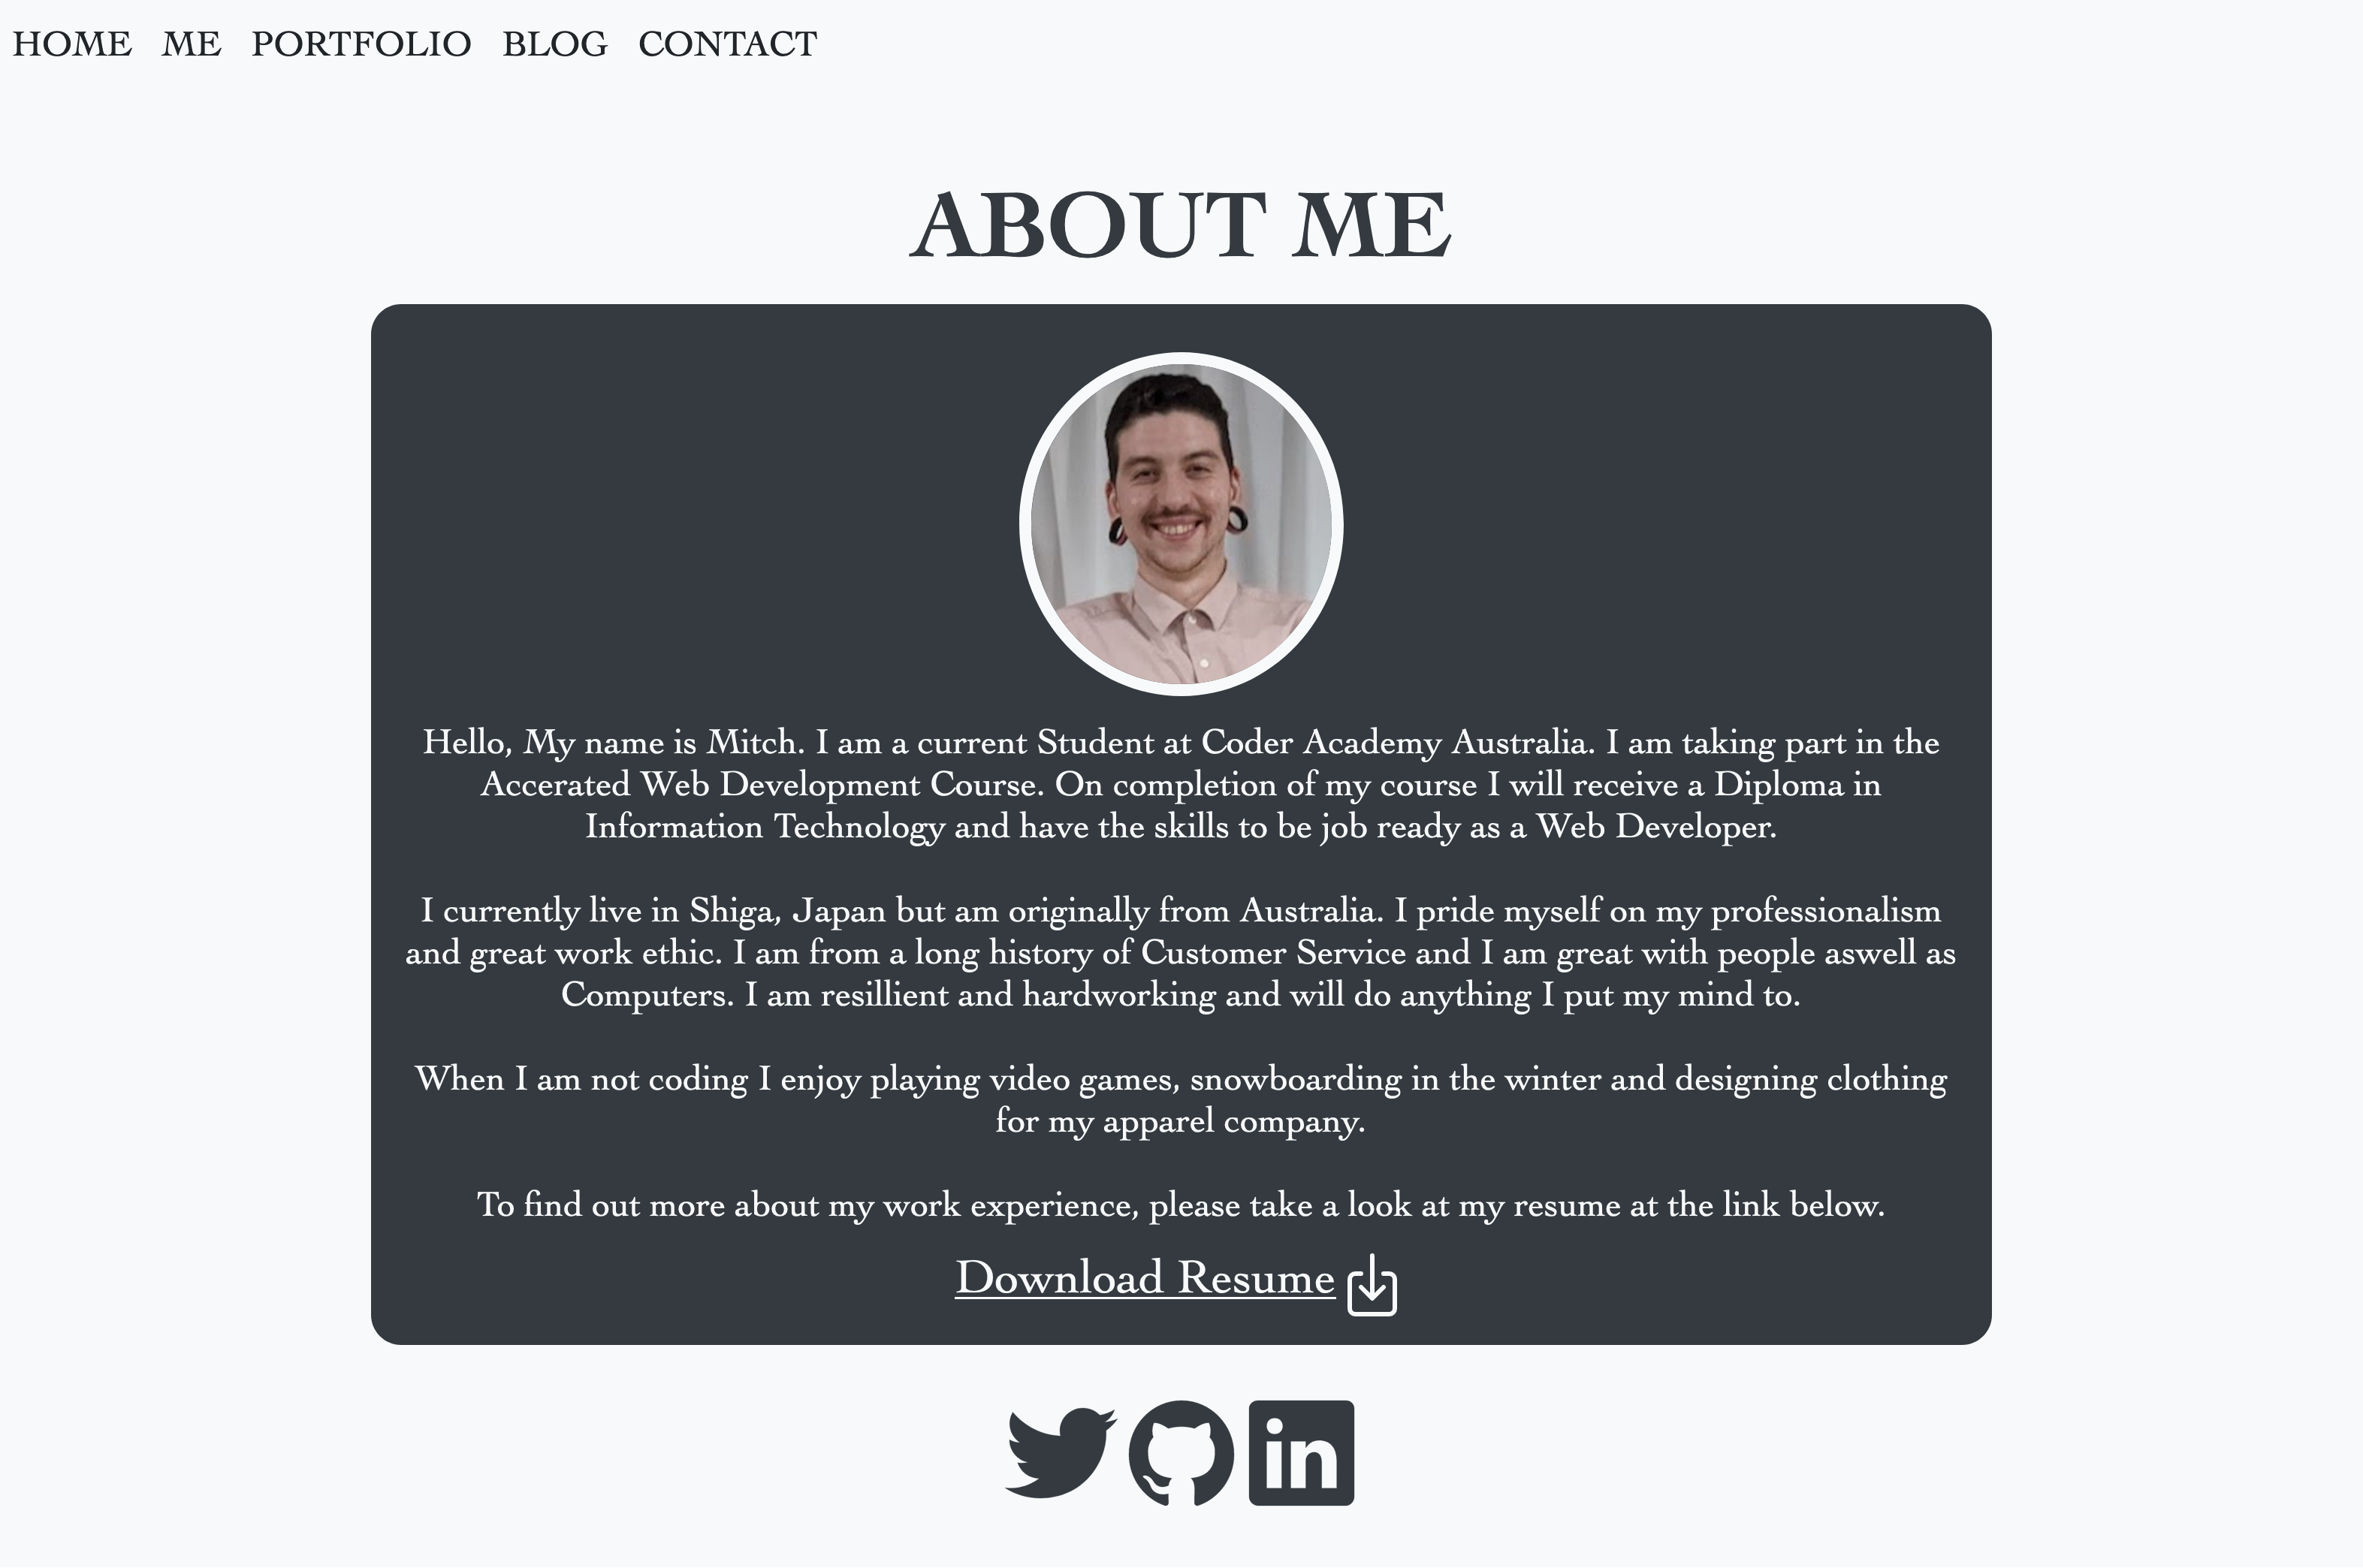 HOME ME PORTFOLIO BLOG CONTACT
ABOUT ME
Hello, My name is Mitch. I am a current Student at Coder Academy Australia. I am taking part in the
Accerated Web Development Course. On completion of my course I will receive a Diploma in
Information Technology and have the skills to be job ready as a Web Developer.
I currently live in Shiga, Japan but am originally from Australia. I pride myself on my professionalism
and great work ethic. I am from a long history of Customer Service and I am great with people aswell as
Computers. I am resillient and hardworking and will do anything I put my mind to.
When I am not coding I enjoy playing video games, snowboarding in the winter and designing clothing
for my apparel company.
To find out more about my work experience, please take a look at my resume at the link below.
Download Resume
in